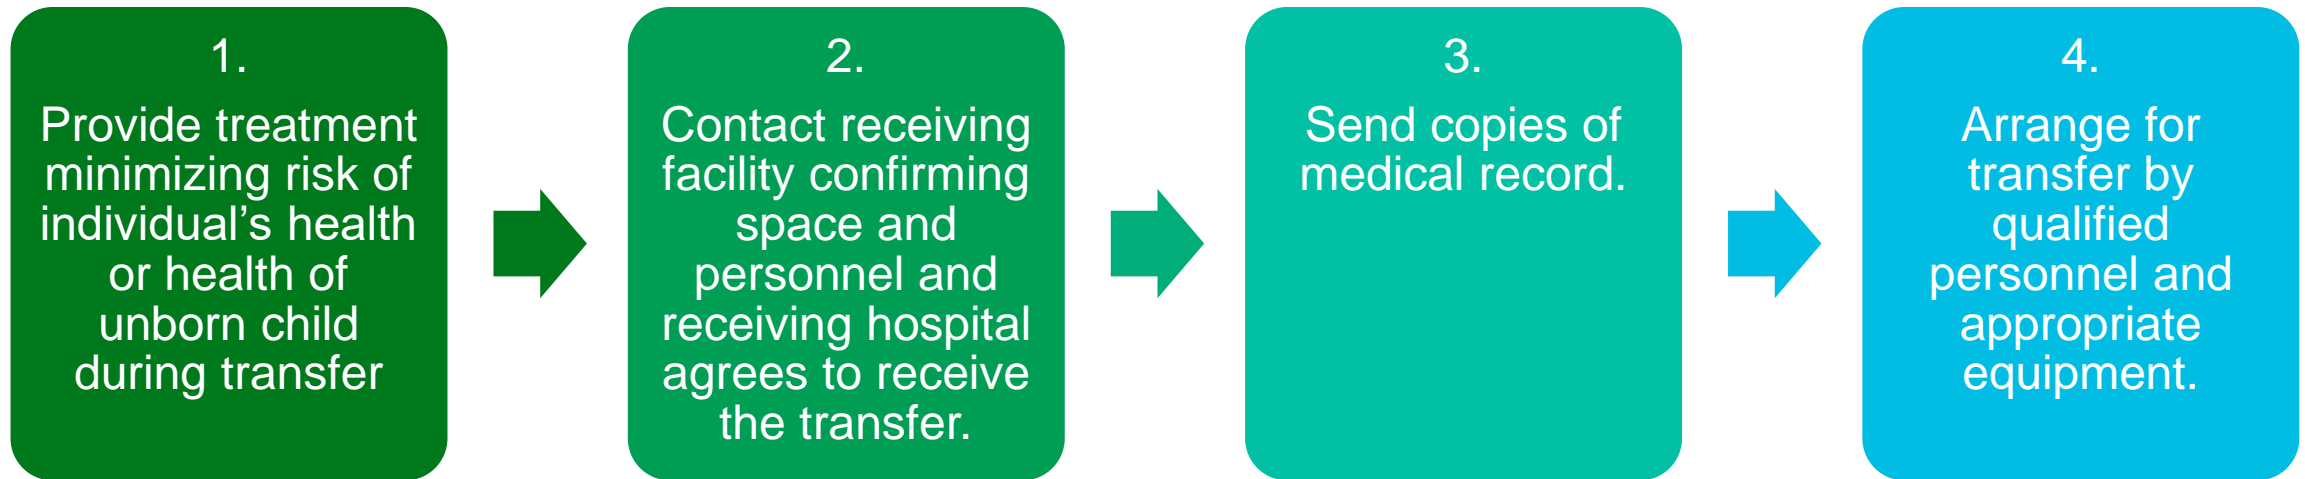 1.
Provide treatment
minimizing risk of
individual’s health
or health of
unborn child
during transfer
2.
Contact receiving
facility confirming
space and
personnel and
receiving hospital
agrees to receive
the transfer.
3.
Send copies of
medical record.
4.
Arrange for
transfer by
qualified
personnel and
appropriate
equipment.